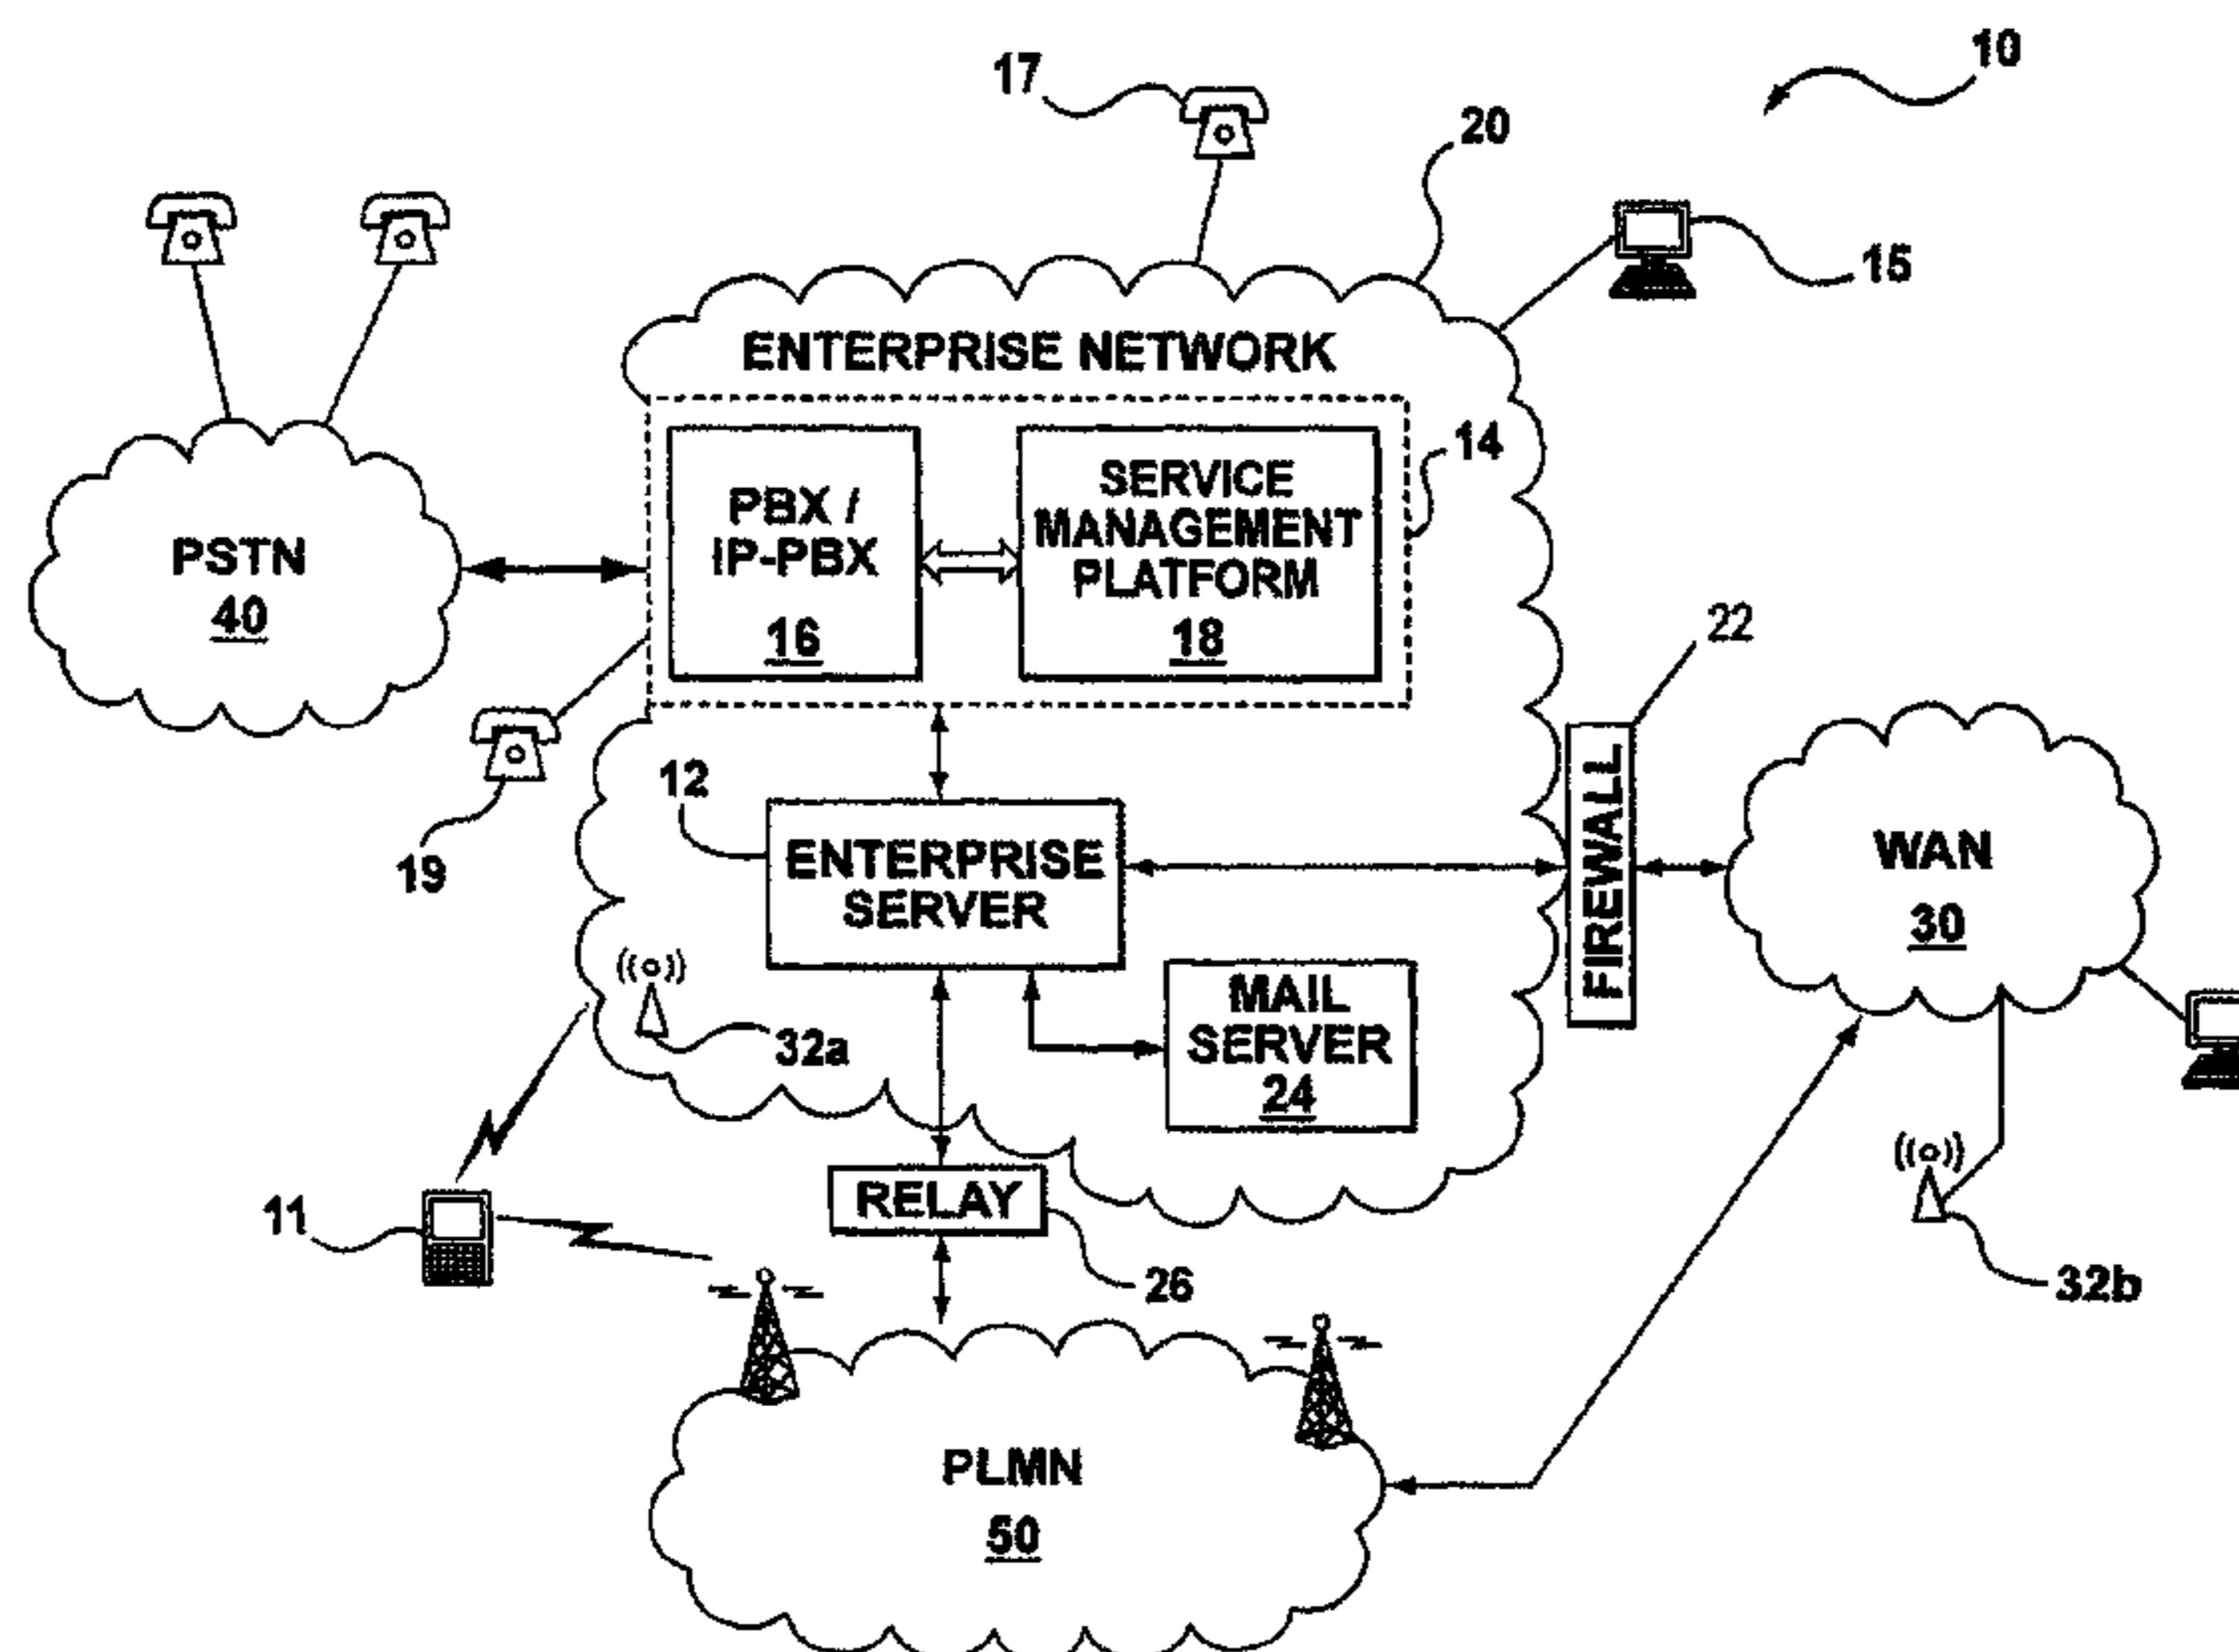 10
17
20
15
ENTERPRISE NETWORK
14
PBX /
IP-PBX
16
SERVICE
MANAGEMENT
PLATFORM
18
PSTN
40
22
19
12
ENTERPRISE
SERVER
FIREWALL
WAN
30
32a
MAIL
SERVER
24
11
RELAY
26
32b
PLMN
50